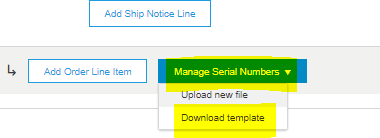 Add Ship Notice Line
Add Order Line Item
Manage Serial Numbers
Upload new file
Download template